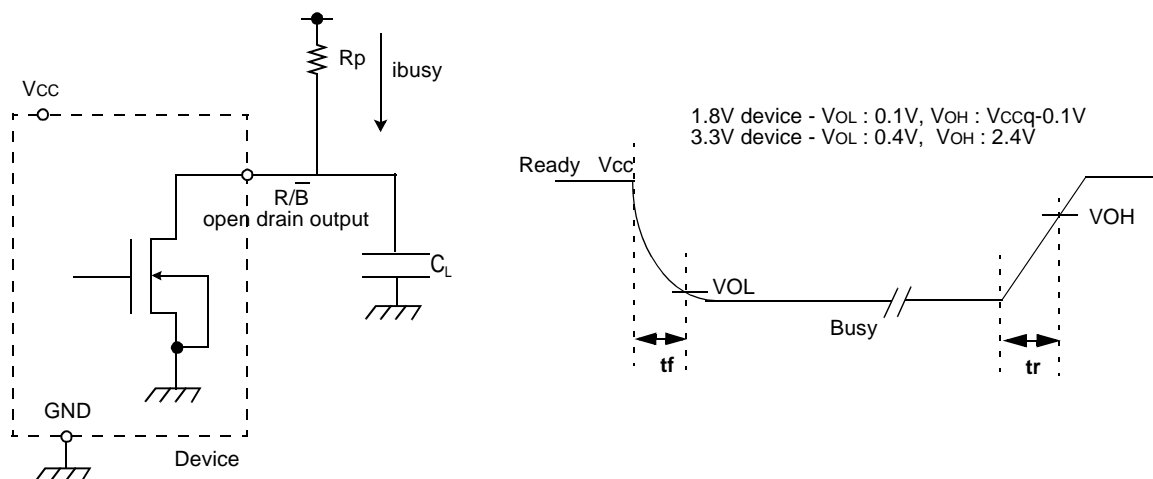 Rp
ibusy
VCC
R/B̅
open drain output
CL
GND
Device
1.8V device - VOL : 0.1V, VOH : VCCq-0.1V
3.3V device - VOL : 0.4V, VOH : 2.4V
Ready Vcc
VOH
VOL
Busy
tf
tr